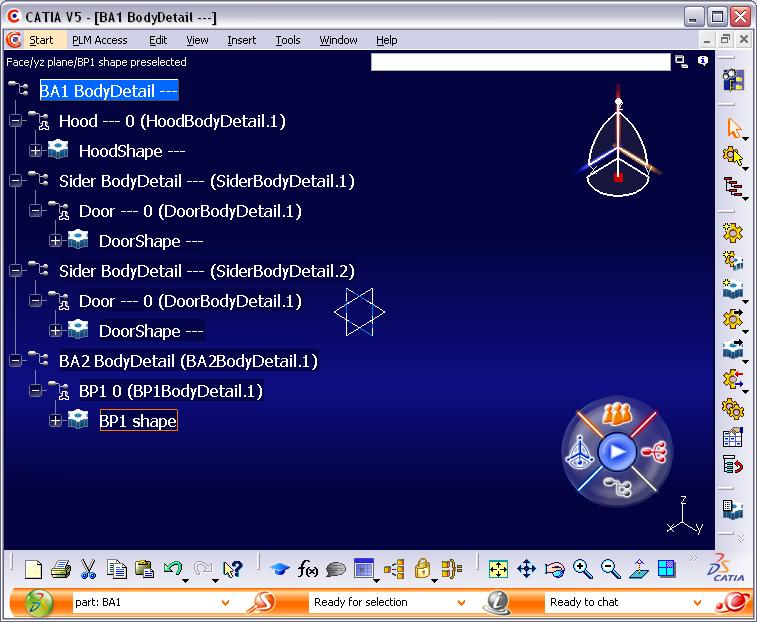 CATIA V5 - [BA1 BodyDetail ---]
Start PLM Access Edit View Insert Tools Window Help
Face/yz plane/BP1 shape preselected
BA1 BodyDetail ---
Hood --- 0 (HoodBodyDetail.1)
HoodShape ---
Sider BodyDetail --- (SiderBodyDetail.1)
Door --- 0 (DoorBodyDetail.1)
DoorShape ---
Sider BodyDetail --- (SiderBodyDetail.2)
Door --- 0 (DoorBodyDetail.1)
DoorShape ---
BA2 BodyDetail (BA2BodyDetail.1)
BP1 0 (BP1BodyDetail.1)
BP1 shape
z
x y
f(x)
CATIA
part: BA1 Ready for selection Ready to chat